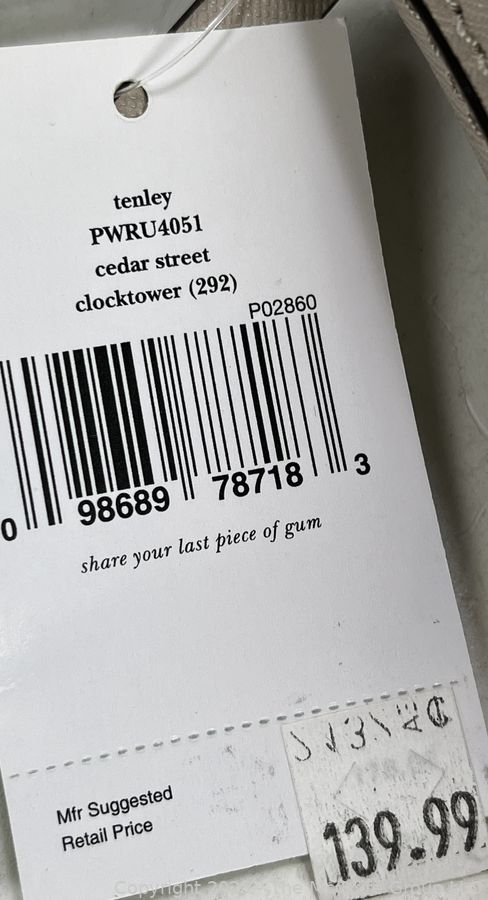 tenley
PWRU4051
cedar street
clocktower (292)
P02860
0 98689 78718 3
share your last piece of gum
Mfr Suggested
Retail Price
139.99